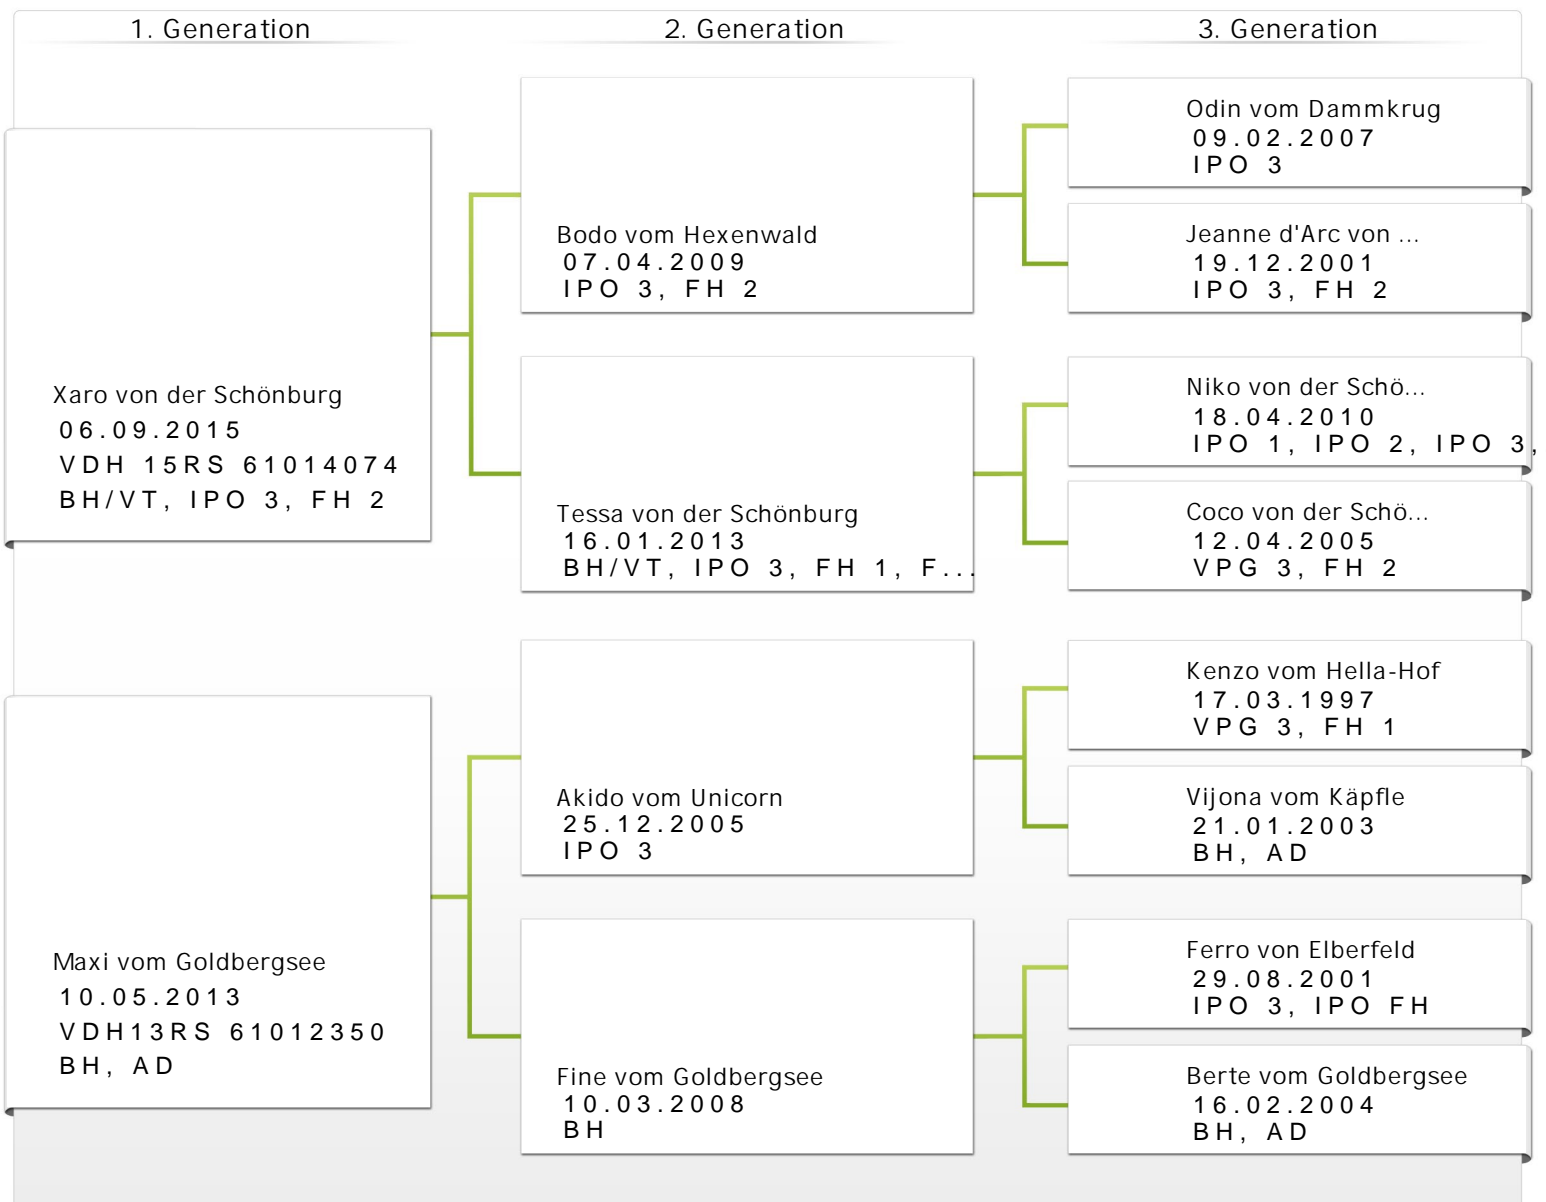 1. Generation
2. Generation
3. Generation
Xaro von der Schönburg
06.09.2015
VDH 15RS 61014074
BH/VT, IPO 3, FH 2
Bodo vom Hexenwald
07.04.2009
IPO 3, FH 2
Odin vom Dammkrug
09.02.2007
IPO 3
Jeanne d'Arc von ...
19.12.2001
IPO 3, FH 2
Tessa von der Schönburg
16.01.2013
BH/VT, IPO 3, FH 1, F...
Niko von der Schö...
18.04.2010
IPO 1, IPO 2, IPO 3,
Coco von der Schö...
12.04.2005
VPG 3, FH 2
Maxi vom Goldbergsee
10.05.2013
VDH13RS 61012350
BH, AD
Akido vom Unicorn
25.12.2005
IPO 3
Kenzo vom Hella-Hof
17.03.1997
VPG 3, FH 1
Vijona vom Käpfle
21.01.2003
BH, AD
Fine vom Goldbergsee
10.03.2008
BH
Ferro von Elberfeld
29.08.2001
IPO 3, IPO FH
Berte vom Goldbergsee
16.02.2004
BH, AD